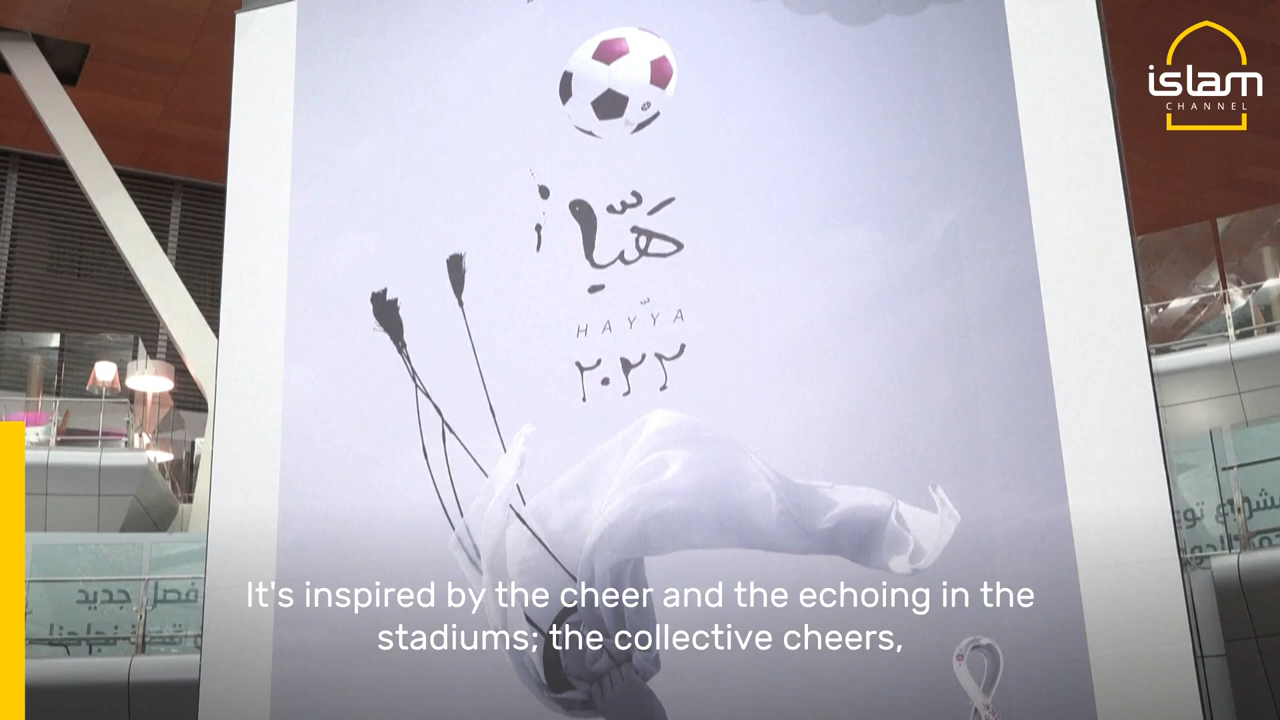 islam
CHANNEL
هَيّا
HAYYA
٢٠٢٢
فصل جديد
It's inspired by the cheer and the echoing in the
stadiums; the collective cheers,